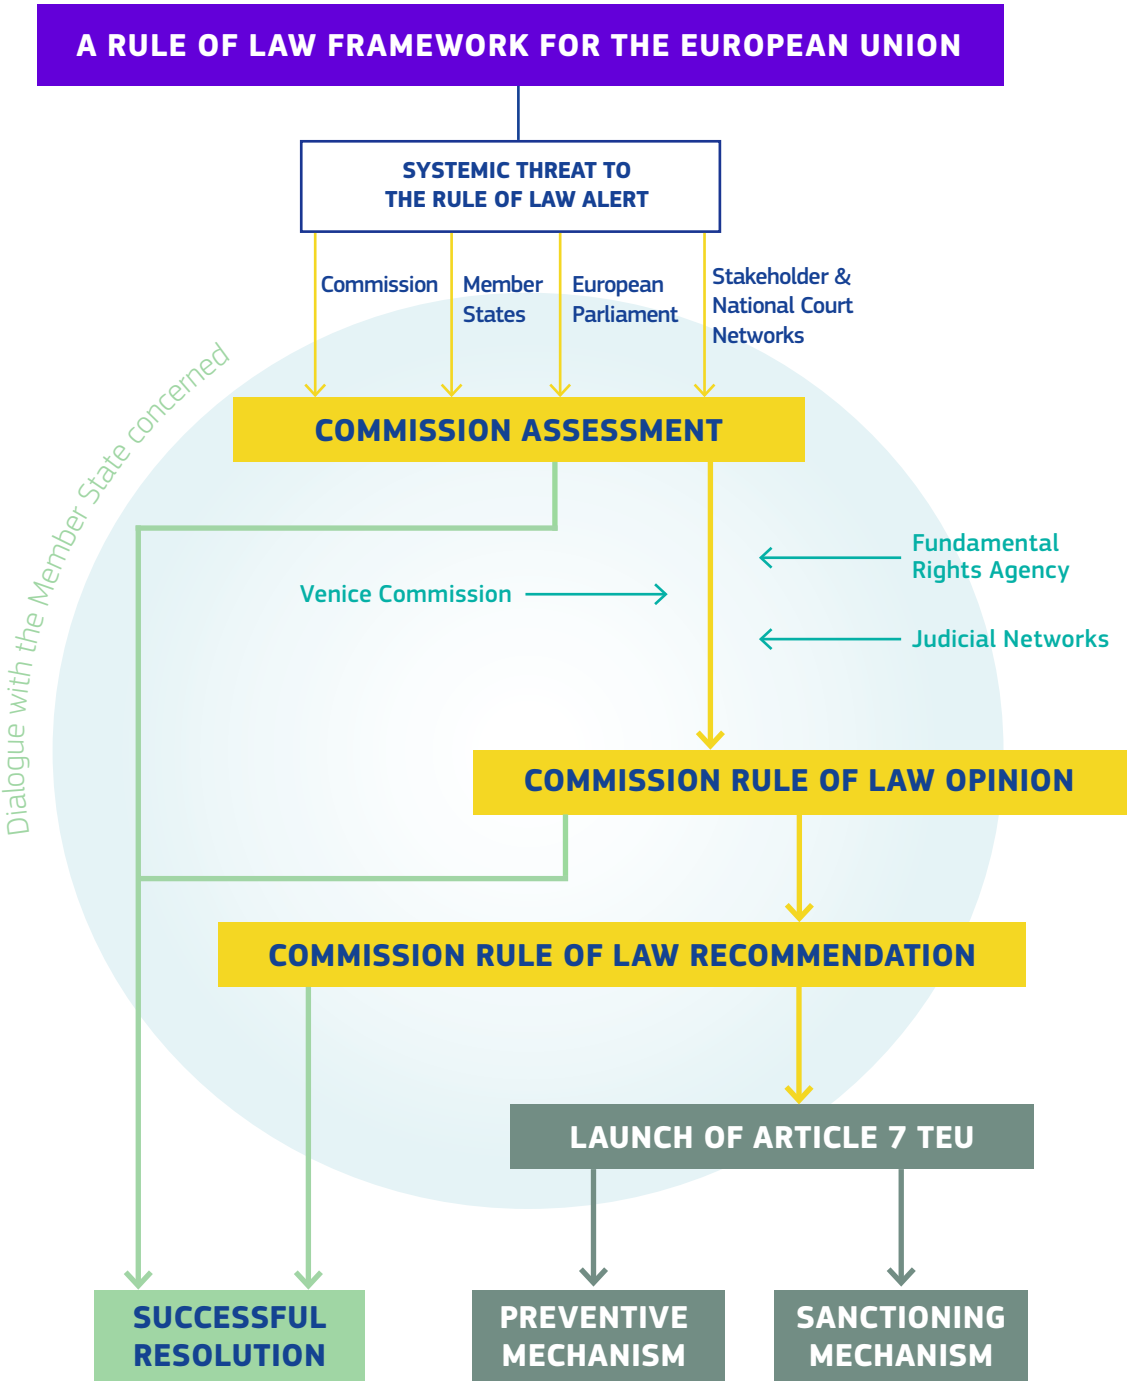 A RULE OF LAW FRAMEWORK FOR THE EUROPEAN UNION
SYSTEMIC THREAT TO
THE RULE OF LAW ALERT
Commission
Member
States
European
Parliament
Stakeholder &
National Court
Networks
Dialogue with the Member State concerned
COMMISSION ASSESSMENT
Fundamental
Rights Agency
Venice Commission
Judicial Networks
COMMISSION RULE OF LAW OPINION
COMMISSION RULE OF LAW RECOMMENDATION
LAUNCH OF ARTICLE 7 TEU
SUCCESSFUL
RESOLUTION
PREVENTIVE
MECHANISM
SANCTIONING
MECHANISM